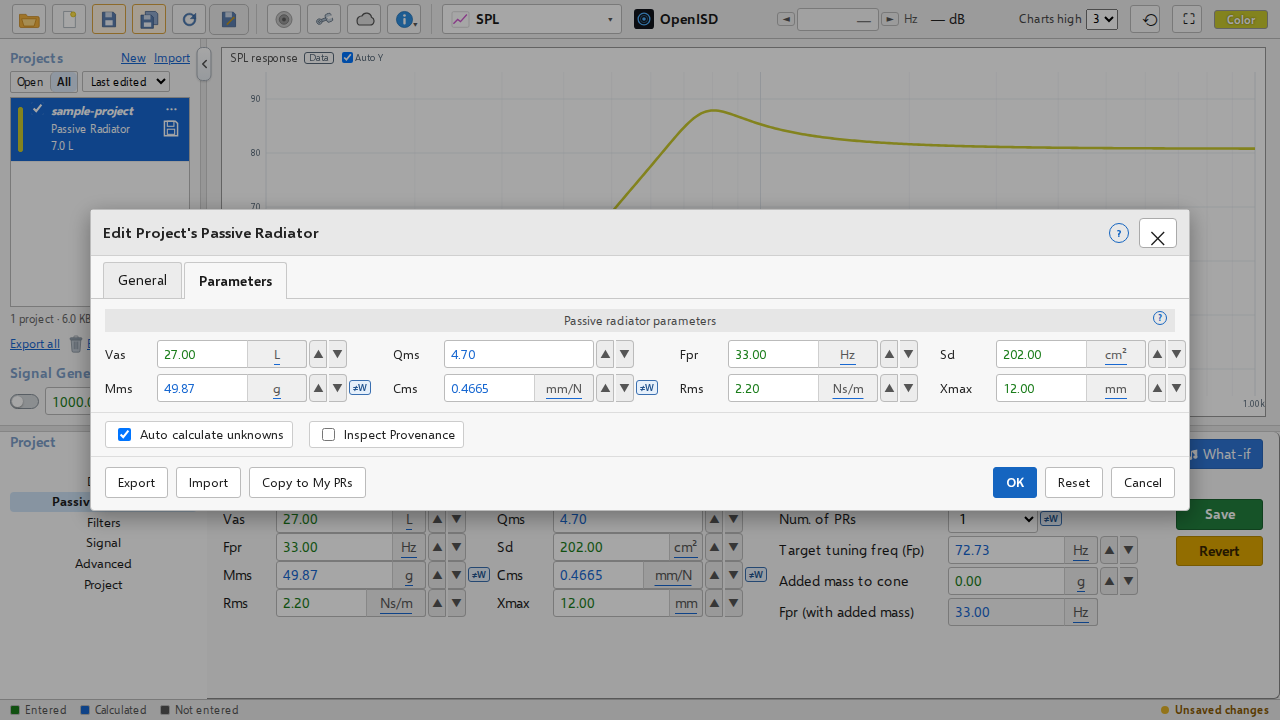 SPL
OpenISD
—
Hz
— dB
Charts high
3
Color
Projects
New
Import
Open
All
Last edited
sample-project
Passive Radiator
7.0 L
SPL response
Data
Auto Y
90
80
70
1.00k
1 project · 6.0 KB
Export all
Signal Gene
1000.0
Edit Project's Passive Radiator
?
General
Parameters
Passive radiator parameters
?
Vas
27.00
L
Qms
4.70
Fpr
33.00
Hz
Sd
202.00
cm²
Mms
49.87
g
≠W
Cms
0.4665
mm/N
≠W
Rms
2.20
Ns/m
Xmax
12.00
mm
Auto calculate unknowns
Inspect Provenance
Export
Import
Copy to My PRs
OK
Reset
Cancel
Project
Passiv
Filters
Signal
Advanced
Project
Vas
27.00
L
Qms
4.70
Num. of PRs
1
≠W
Fpr
33.00
Hz
Sd
202.00
cm²
Target tuning freq (Fp)
72.73
Hz
Mms
49.87
g
≠W
Cms
0.4665
mm/N
≠W
Added mass to cone
0.00
g
Rms
2.20
Ns/m
Xmax
12.00
mm
Fpr (with added mass)
33.00
Hz
What-if
Save
Revert
Entered
Calculated
Not entered
Unsaved changes